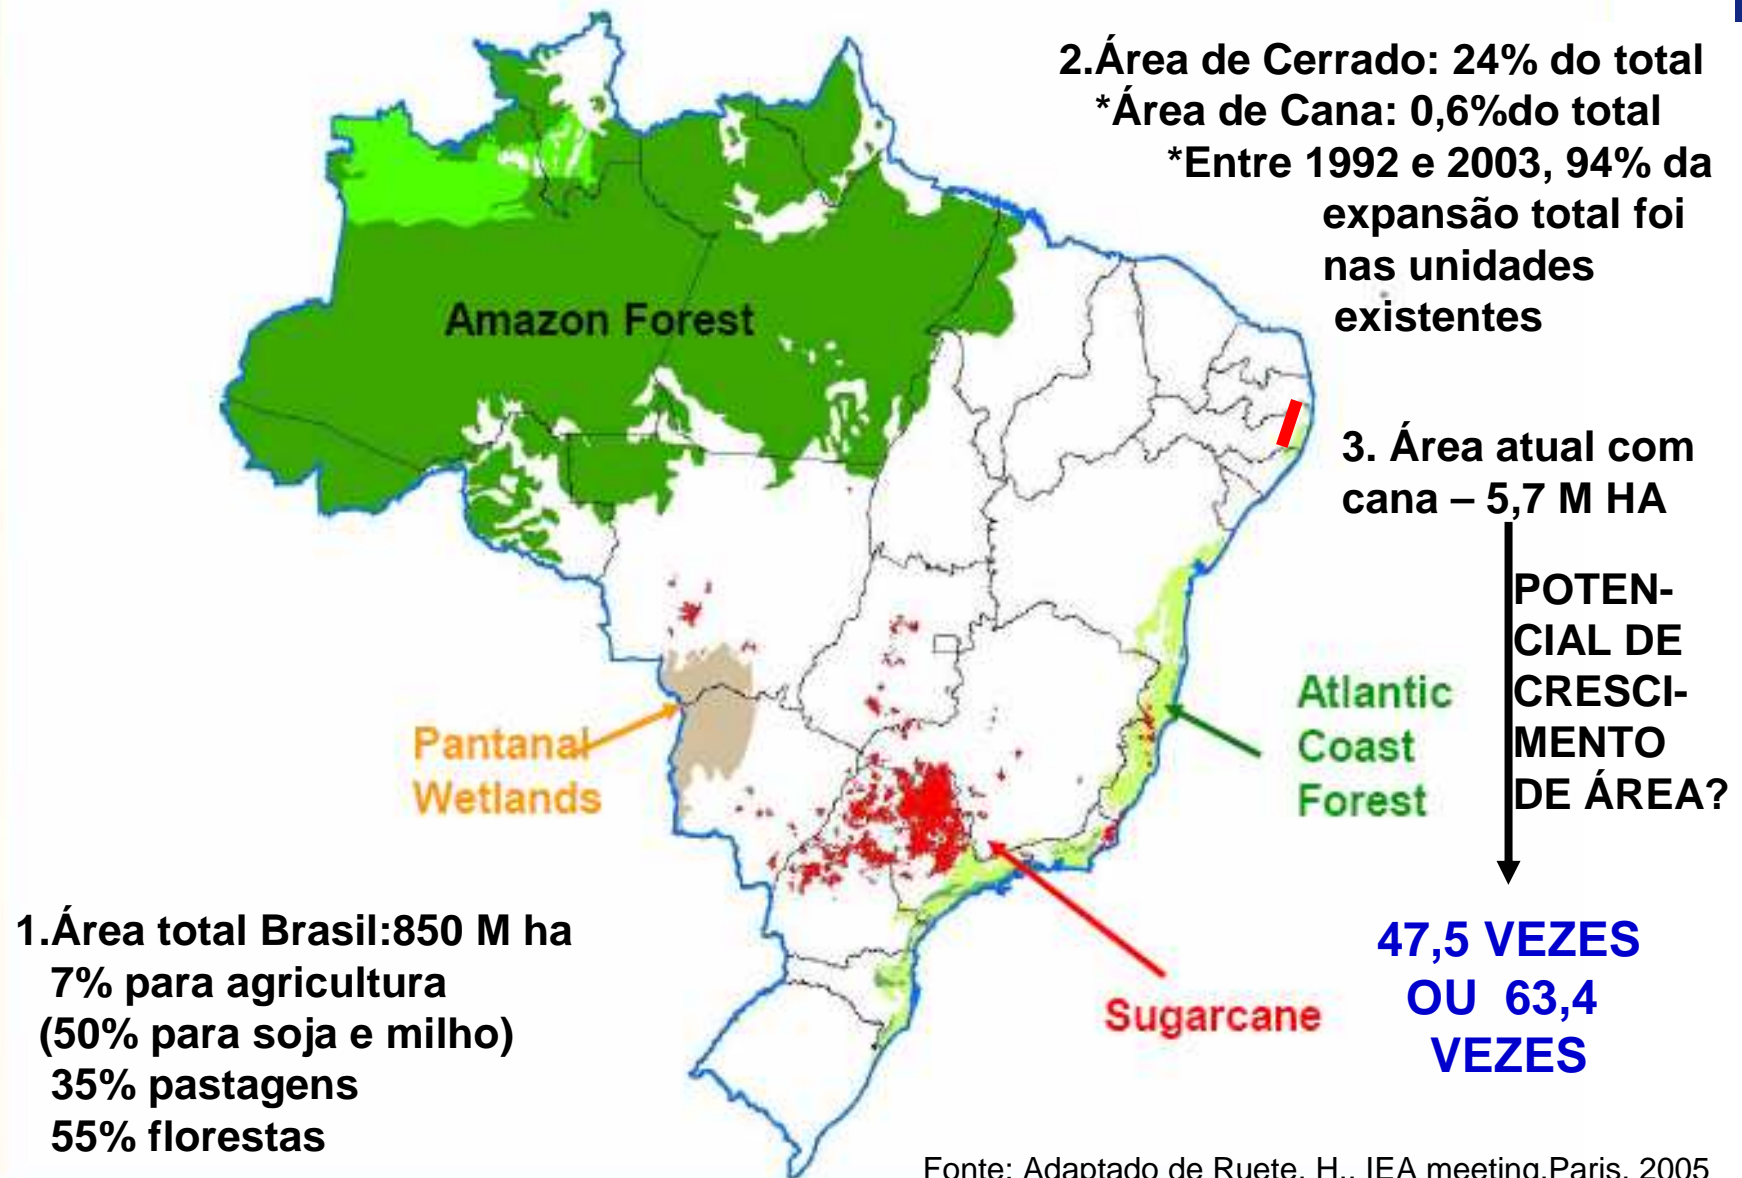 2.Área de Cerrado: 24% do total
*Área de Cana: 0,6%do total
*Entre 1992 e 2003, 94% da
expansão total foi
nas unidades
existentes
Amazon Forest
3. Área atual com
cana – 5,7 M HA
POTEN-
CIAL DE
CRESCI-
MENTO
DE ÁREA?
Atlantic
Coast
Forest
Pantanal
Wetlands
1.Área total Brasil:850 M ha
7% para agricultura
(50% para soja e milho)
35% pastagens
55% florestas
Sugarcane
47,5 VEZES
OU 63,4
VEZES
Fonte: Adaptado de Ruete, H., IEA meeting,Paris, 2005